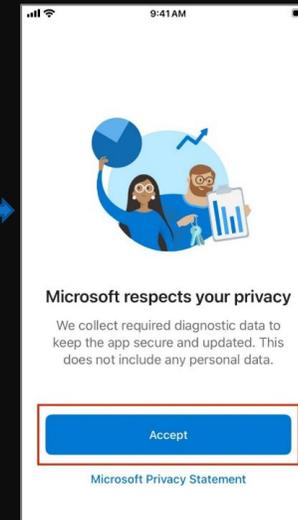 9:41 AM
Microsoft respects your privacy
We collect required diagnostic data to
keep the app secure and updated. This
does not include any personal data.
Accept
Microsoft Privacy Statement